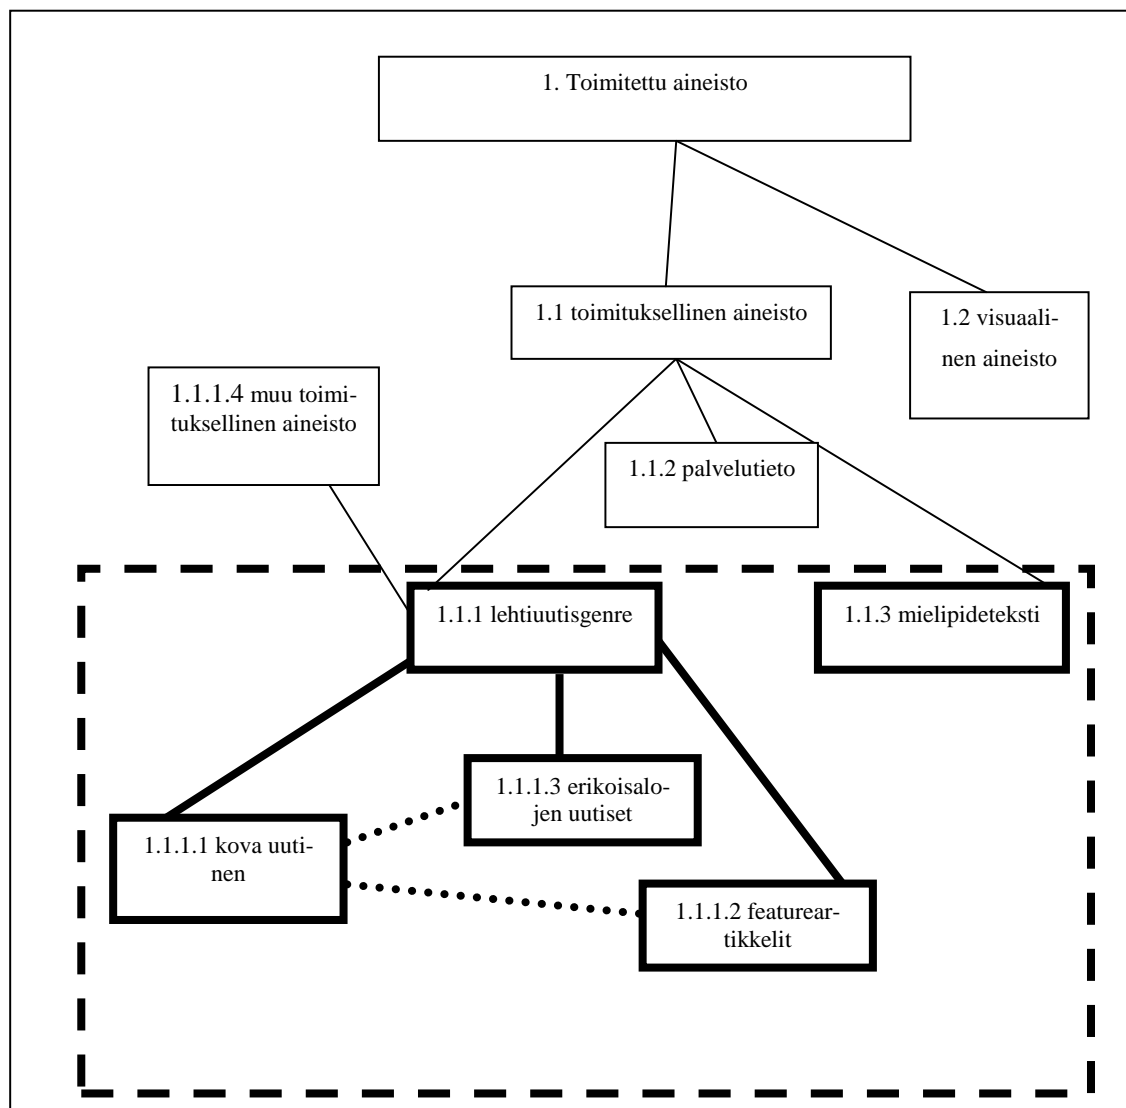 1. Toimitettu aineisto
1.1 toimituksellinen aineisto
1.2 visuaali-
nen aineisto
1.1.1.4 muu toimi-
tuksellinen aineisto
1.1.2 palvelutieto
1.1.1 lehtiuutisgenre
1.1.3 mielipideteksti
1.1.1.3 erikoisalo-
jen uutiset
1.1.1.1 kova uuti-
nen
1.1.1.2 featurear-
tikkelit